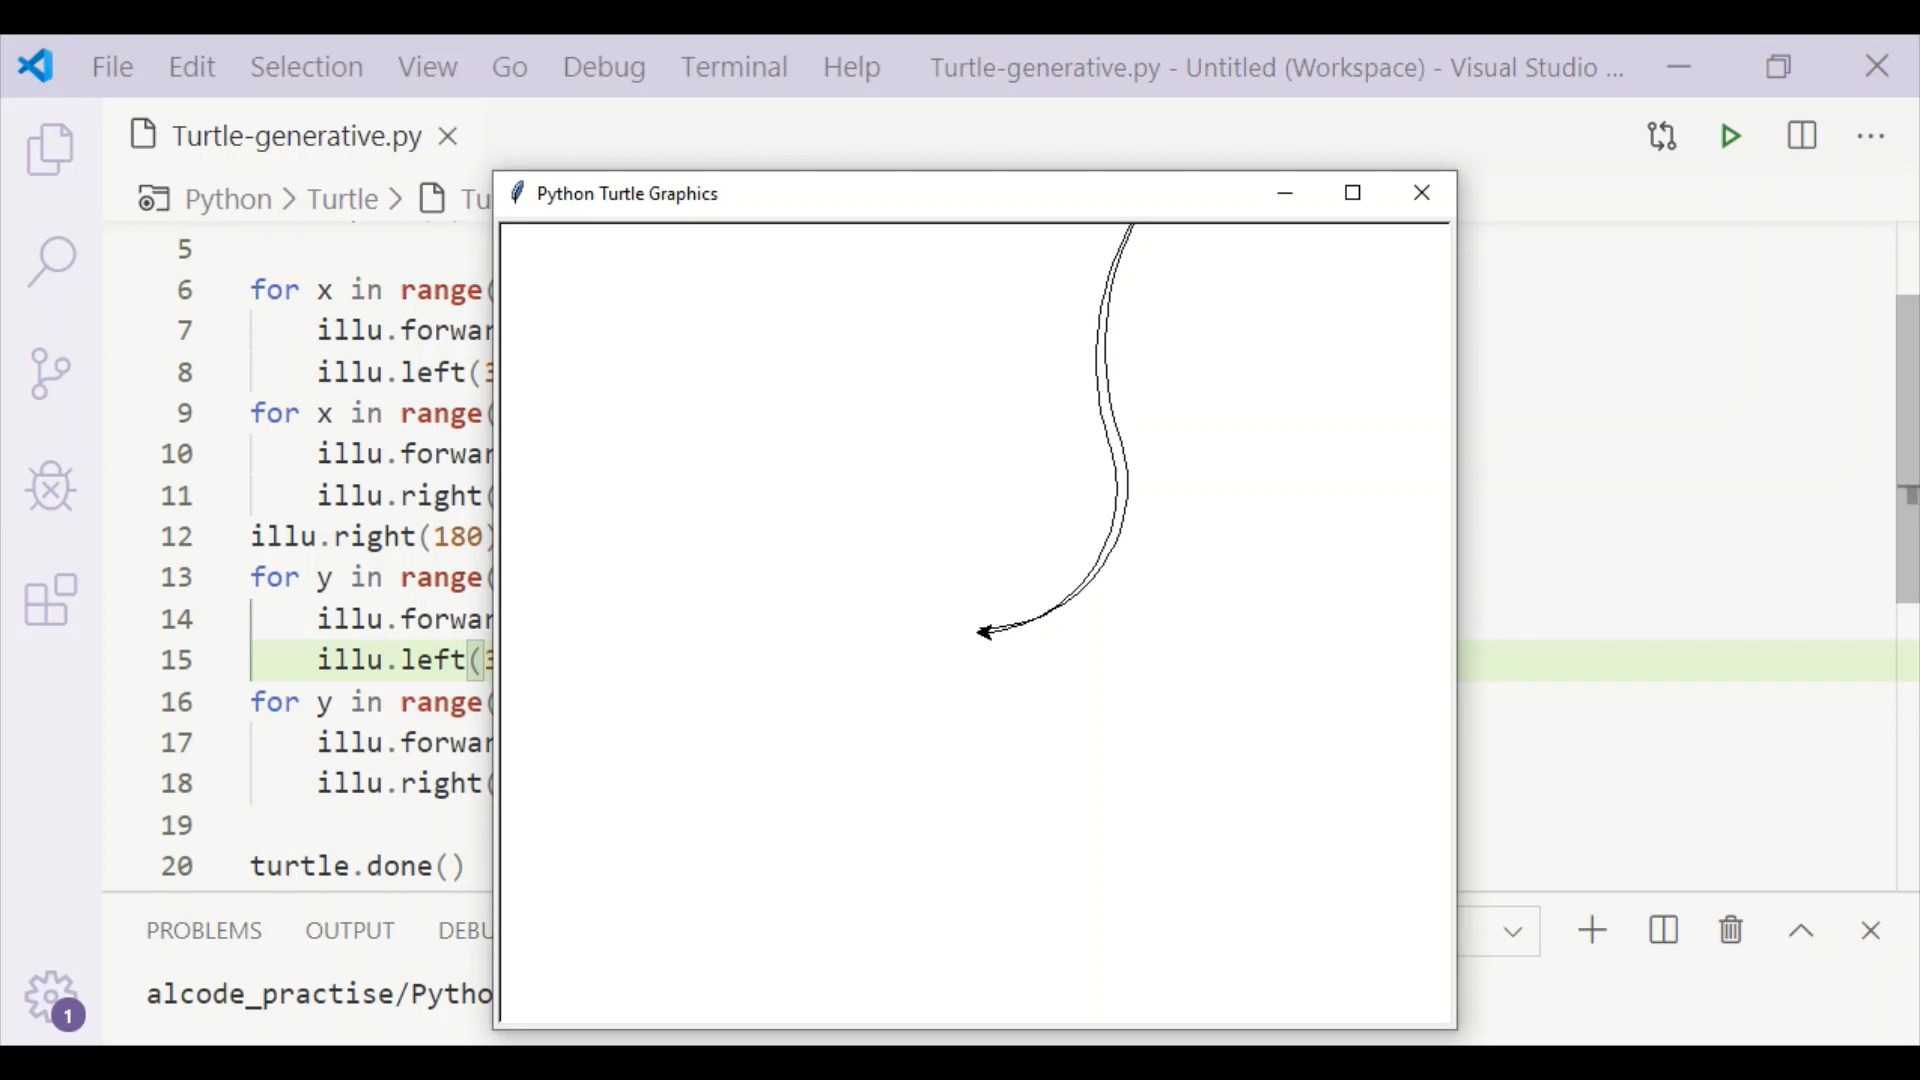 File Edit Selection View Go Debug Terminal Help Turtle-generative.py - Untitled (Workspace) - Visual Studio ...
Turtle-generative.py
Python > Turtle > Tu
Python Turtle Graphics
5
6 for x in range(
7 illu.forwar
8 illu.left(3
9 for x in range(
10 illu.forwar
11 illu.right(
12 illu.right(180)
13 for y in range(
14 illu.forwar
15 illu.left(3
16 for y in range(
17 illu.forwar
18 illu.right(
19
20 turtle.done()
PROBLEMS OUTPUT DEBU
alcode_practise/Pytho
1